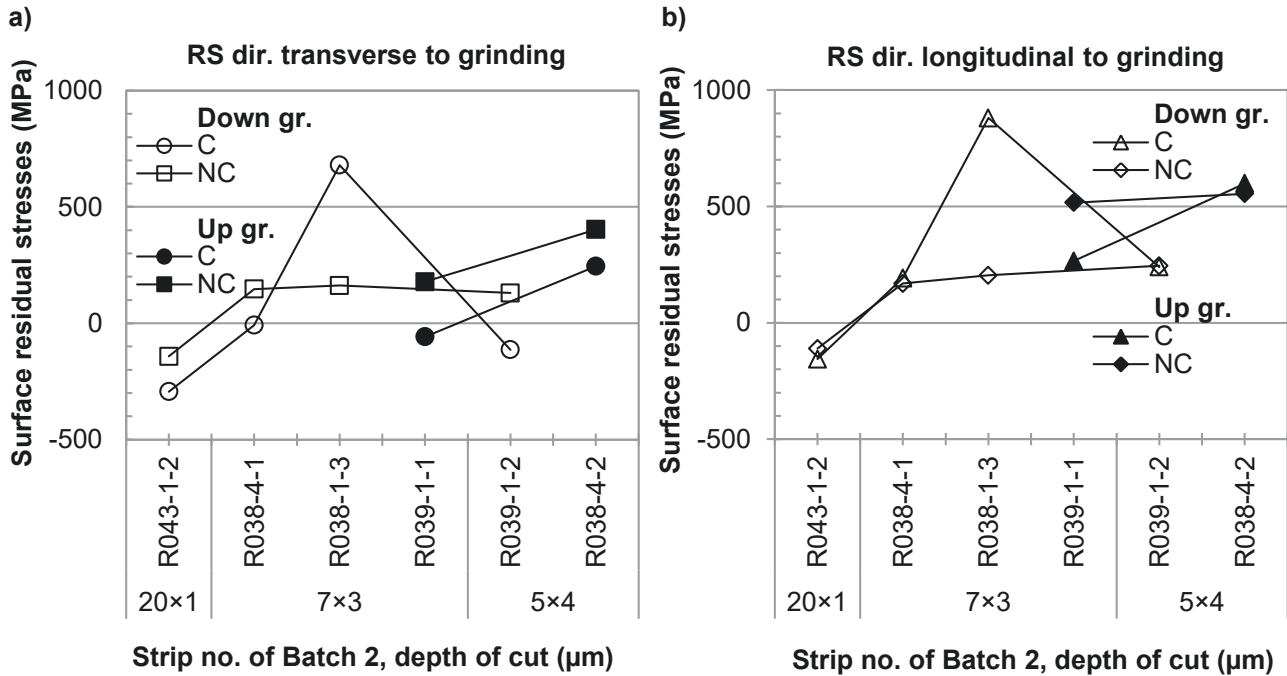 a)
RS dir. transverse to grinding
Surface residual stresses (MPa)
1000
500
0
-500
Down gr.
C
NC
Up gr.
C
NC
R043-1-2
R038-4-1
R038-1-3
R039-1-1
R039-1-2
R038-4-2
20×1
7×3
5×4
Strip no. of Batch 2, depth of cut (µm)
b)
RS dir. longitudinal to grinding
Surface residual stresses (MPa)
1000
500
0
-500
Down gr.
C
NC
Up gr.
C
NC
R043-1-2
R038-4-1
R038-1-3
R039-1-1
R039-1-2
R038-4-2
20×1
7×3
5×4
Strip no. of Batch 2, depth of cut (µm)